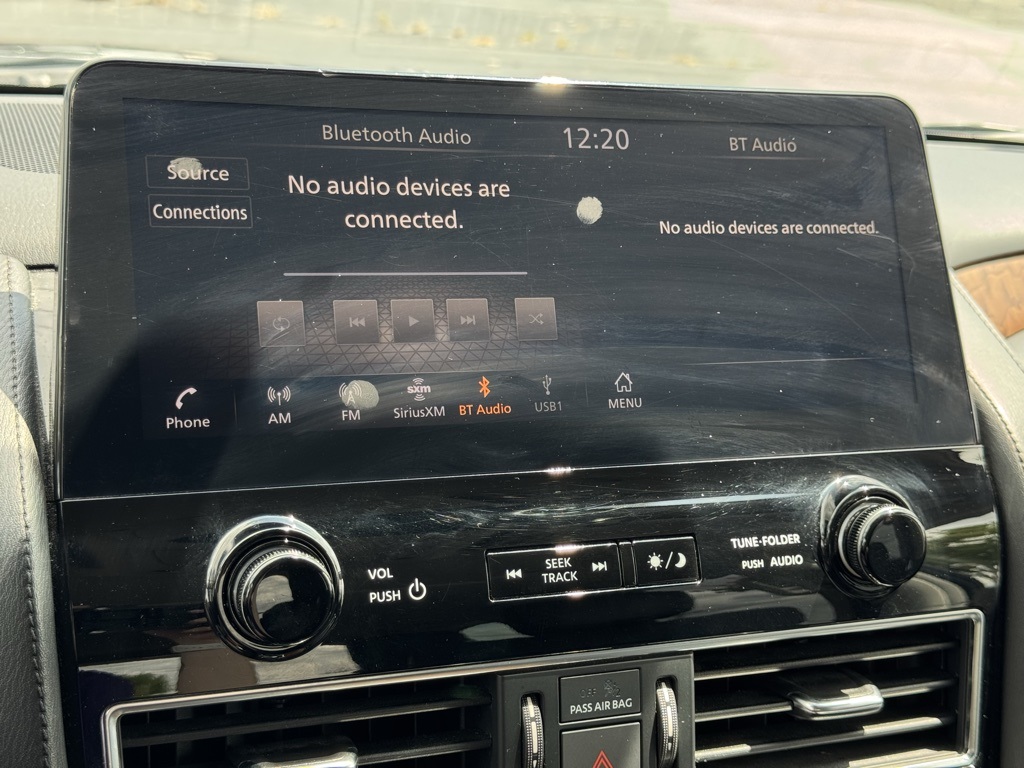 Bluetooth Audio
12:20
BT Audio
Source
No audio devices are
connected.
Connections
No audio devices are connected.
Phone
AM
FM
sxm
SiriusXM
BT Audio
USB1
MENU
VOL
PUSH
SEEK
TRACK
TUNE·FOLDER
PUSH AUDIO
OFF
PASS AIR BAG